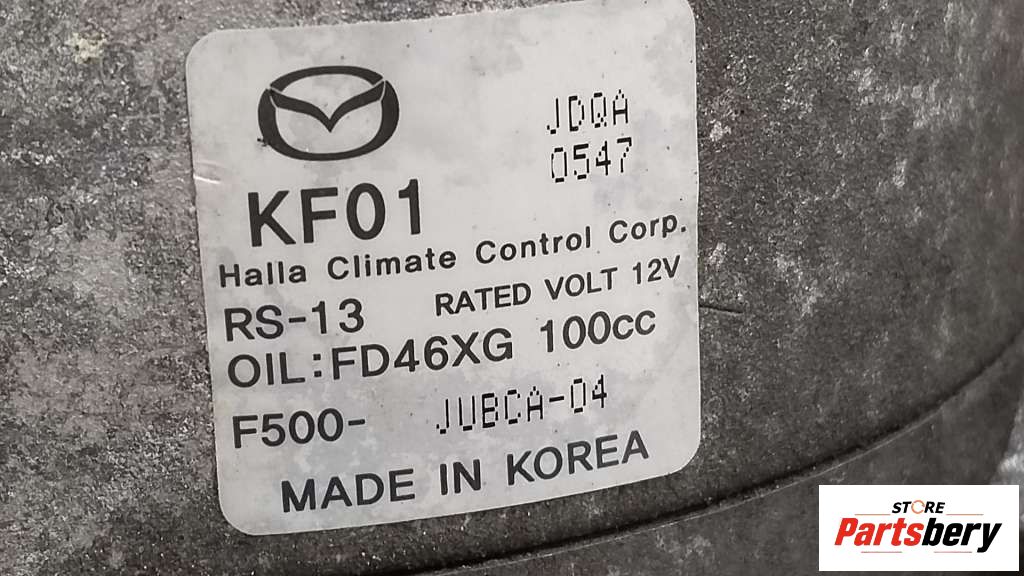 JDQA
0547
KF01
Halla Climate Control Corp.
RS-13 RATED VOLT 12V
OIL:FD46XG 100cc
F500- JUBCA-04
MADE IN KOREA
STORE
Partsbery